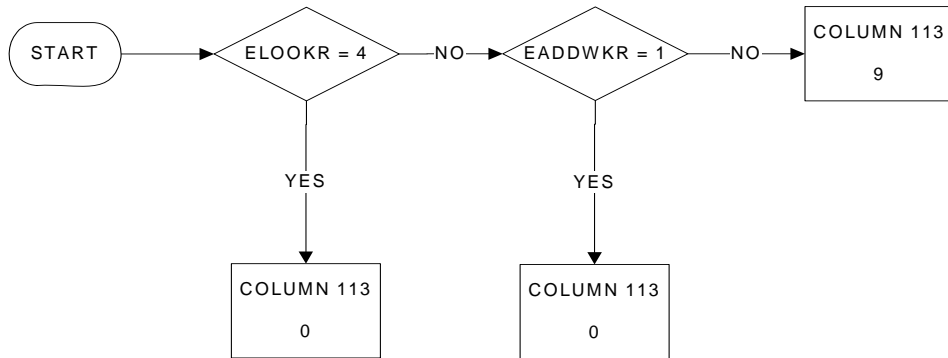 START
ELOOKR = 4
NO
EADDWKR = 1
NO
COLUMN 113
9
YES
YES
COLUMN 113
0
COLUMN 113
0